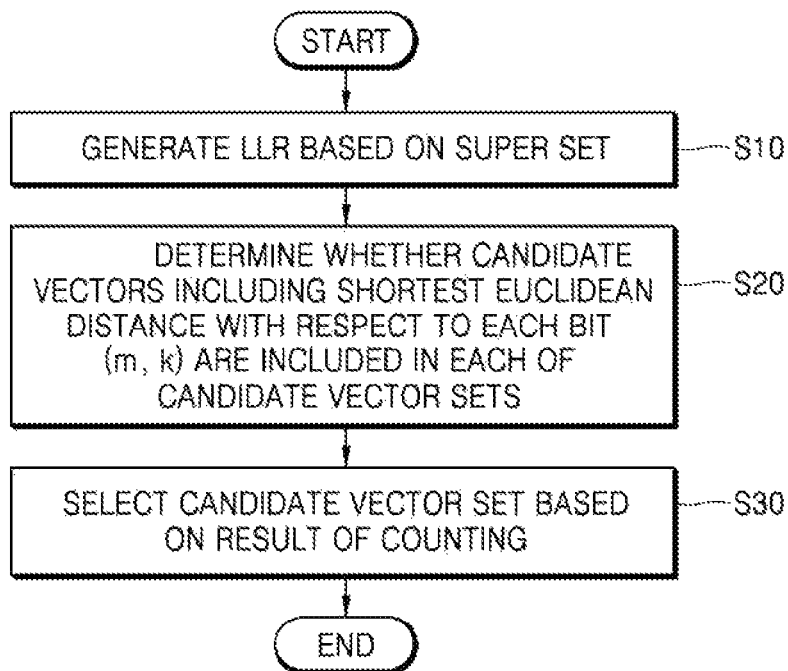 START
GENERATE LLR BASED ON SUPER SET
S10
DETERMINE WHETHER CANDIDATE
VECTORS INCLUDING SHORTEST EUCLIDEAN
DISTANCE WITH RESPECT TO EACH BIT
(m, k) ARE INCLUDED IN EACH OF
CANDIDATE VECTOR SETS
S20
SELECT CANDIDATE VECTOR SET BASED
ON RESULT OF COUNTING
S30
END